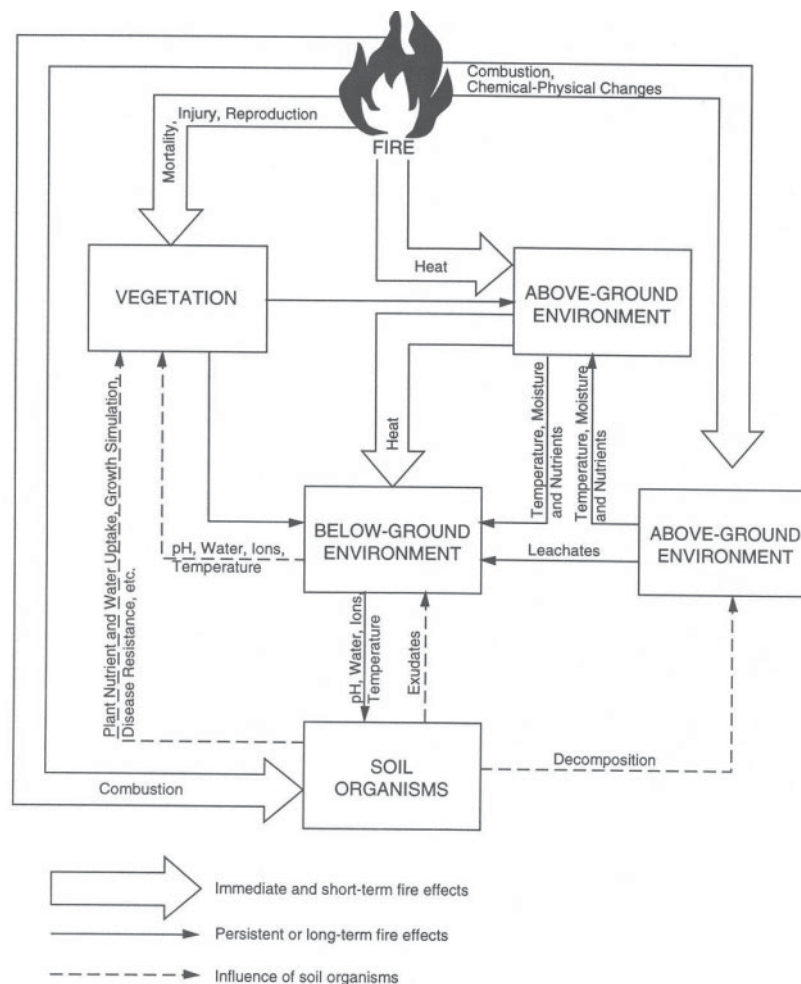 Combustion,
Chemical-Physical Changes
Injury, Reproduction
Mortality,
FIRE
Heat
VEGETATION
ABOVE-GROUND
ENVIRONMENT
Heat
Temperature, Moisture
and Nutrients
Temperature, Moisture
and Nutrients
Plant Nutrient and Water Uptake, Growth Simulation,
Disease Resistance, etc.
BELOW-GROUND
ENVIRONMENT
ABOVE-GROUND
ENVIRONMENT
pH, Water, Ions,
Temperature
Leachates
pH, Water, Ions,
Temperature
Exudates
SOIL
ORGANISMS
Decomposition
Combustion
Immediate and short-term fire effects
Persistent or long-term fire effects
Influence of soil organisms